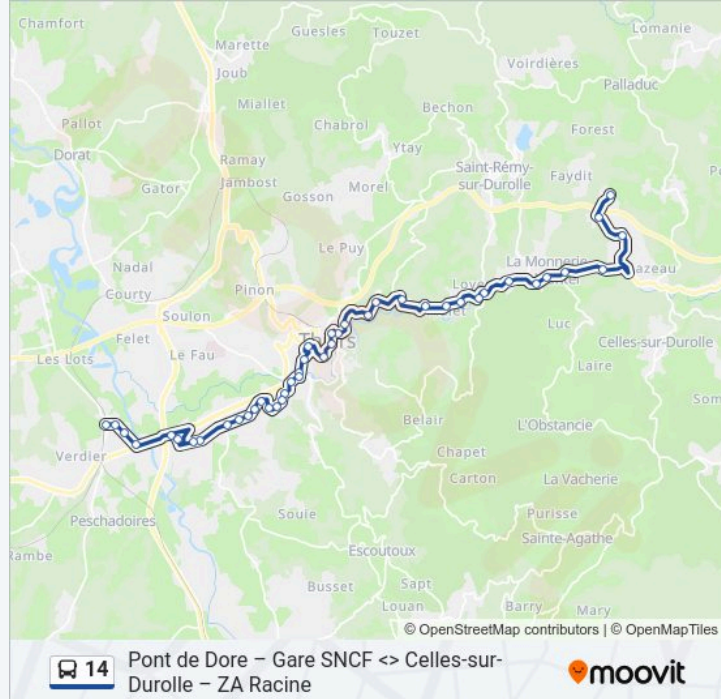 Chamfort
Guesles
Touzet
Lomanie
Marette
Joub
Voirdières
Palladuc
Miallet
Bechon
Pallot
Chabrol
Forest
Dorat
Ytay
Ramay
Saint-Rémy-
sur-Durolle
Jambost
Morel
Faydit
Gator
Gosson
Le Puy
Nadal
La Monnerie
Courty
Pinon
Soulon
Luc
Felet
Le Fau
Celles-sur-Durolle
Les Lots
Laire
Belair
L'Obstancie
Verdier
Chapet
Carton
La Vacherie
Peschadoires
Souie
Purisse
Sainte-Agathe
Escoutoux
Busset
Sapt
Louan
Barry
Mary
© OpenStreetMap contributors | © OpenMapTiles
14
Pont de Dore – Gare SNCF <> Celles-sur-
Durolle – ZA Racine
moovit